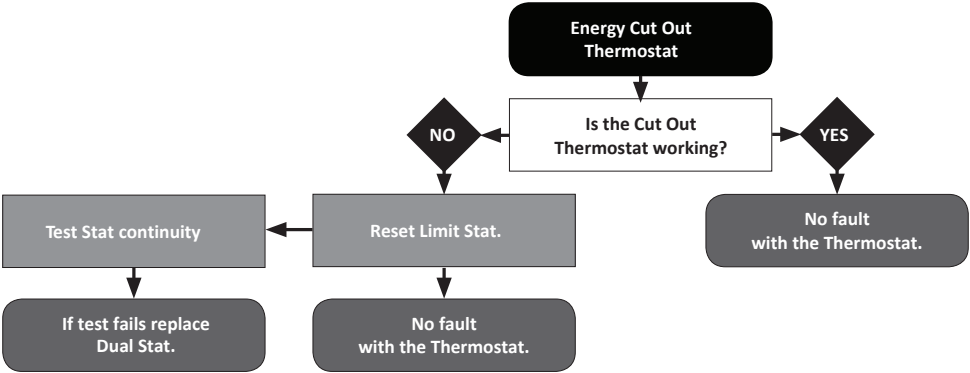 Energy Cut Out
Thermostat
Is the Cut Out
Thermostat working?
NO
YES
Test Stat continuity
Reset Limit Stat.
No fault
with the Thermostat.
If test fails replace
Dual Stat.
No fault
with the Thermostat.